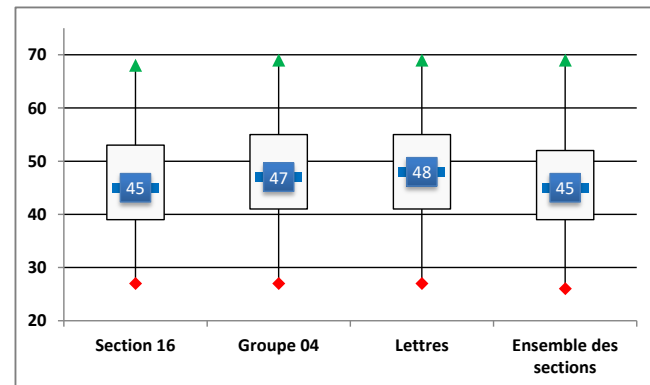 70
60
50
40
30
20
45
47
48
45
Section 16
Groupe 04
Lettres
Ensemble des
sections